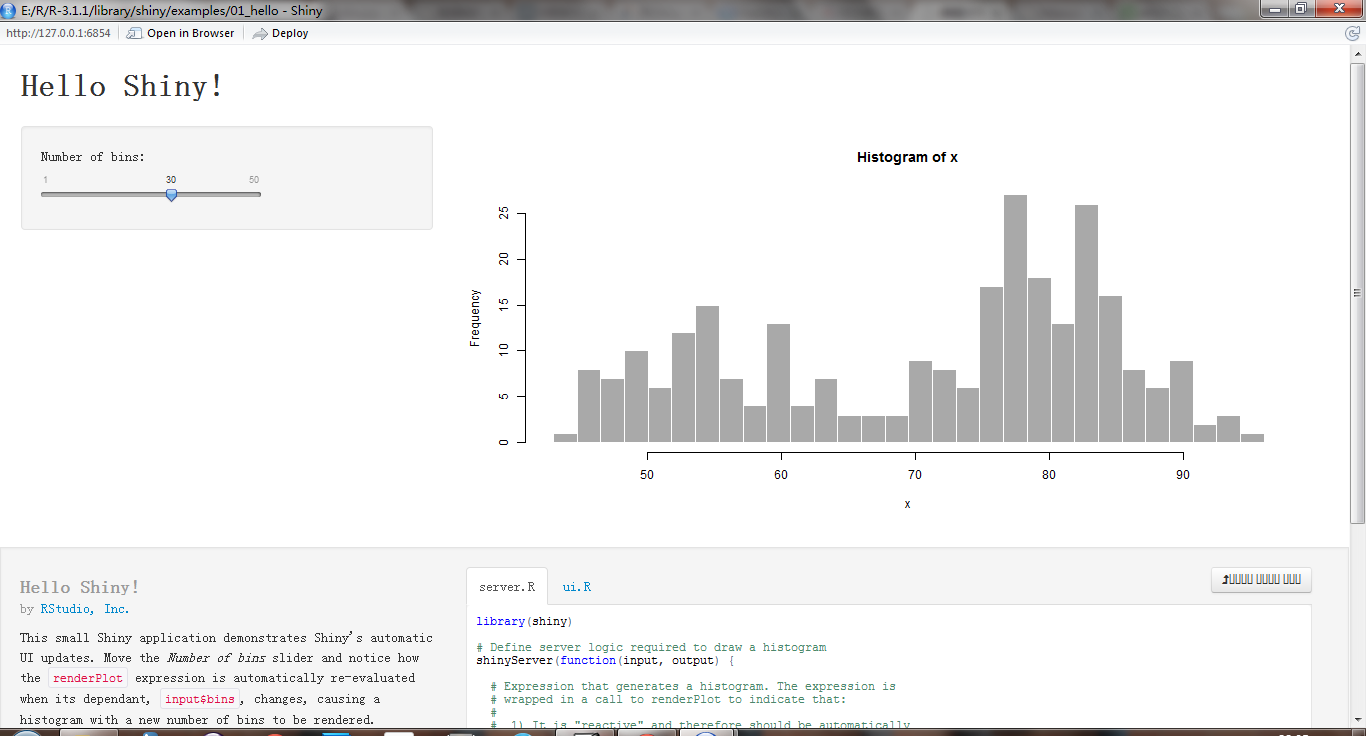 E:/R/R-3.1.1/library/shiny/examples/01_hello - Shiny
http://127.0.0.1:6854 Open in Browser Deploy
Hello Shiny!
Number of bins:
1 30 50
Histogram of x
Frequency
25
20
15
10
5
0
50 60 70 80 90
x
Hello Shiny!
by RStudio, Inc.
This small Shiny application demonstrates Shiny's automatic
UI updates. Move the Number of bins slider and notice how
the renderPlot expression is automatically re-evaluated
when its dependant, input$bins, changes, causing a
histogram with a new number of bins to be rendered.
server.R ui.R
library(shiny)
# Define server logic required to draw a histogram
shinyServer(function(input, output) {
# Expression that generates a histogram. The expression is
# wrapped in a call to renderPlot to indicate that:
#
# 1) It is "reactive" and therefore should be automatically